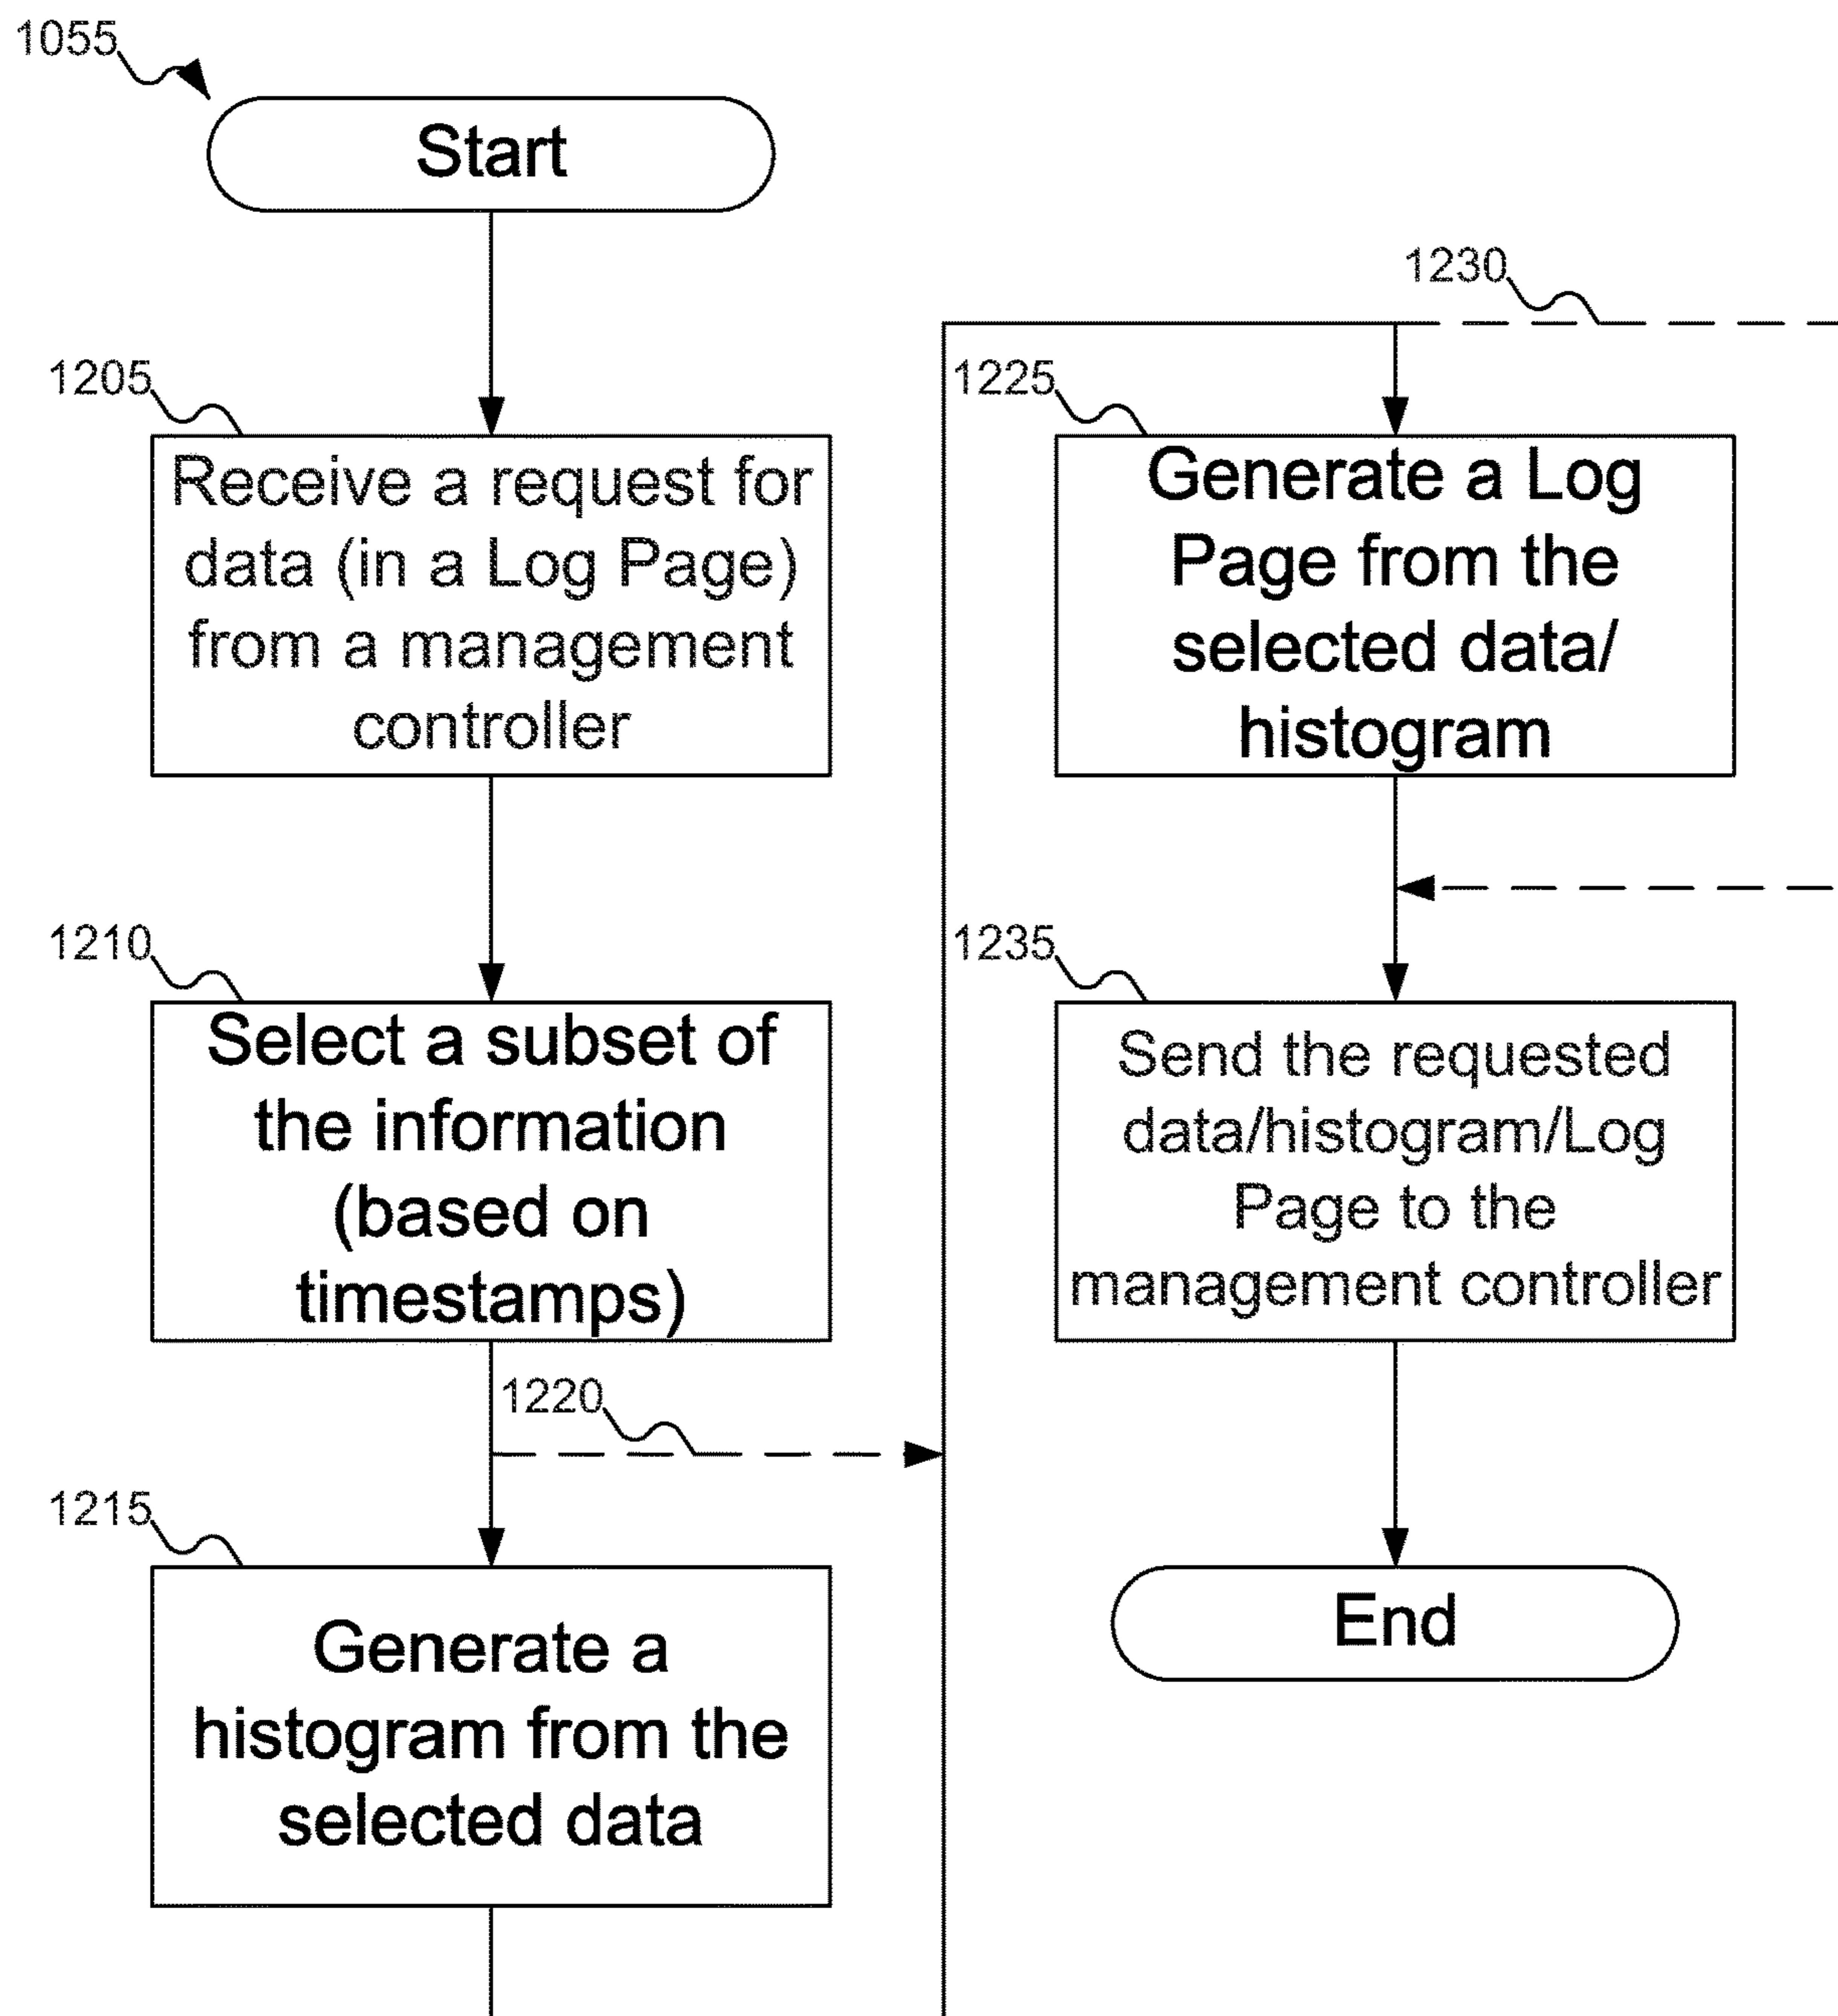 1055
Start
1205
Receive a request for
data (in a Log Page)
from a management
controller
1210
Select a subset of
the information
(based on
timestamps)
1220
1215
Generate a
histogram from the
selected data
1230
1225
Generate a Log
Page from the
selected data/
histogram
1235
Send the requested
data/histogram/Log
Page to the
management controller
End